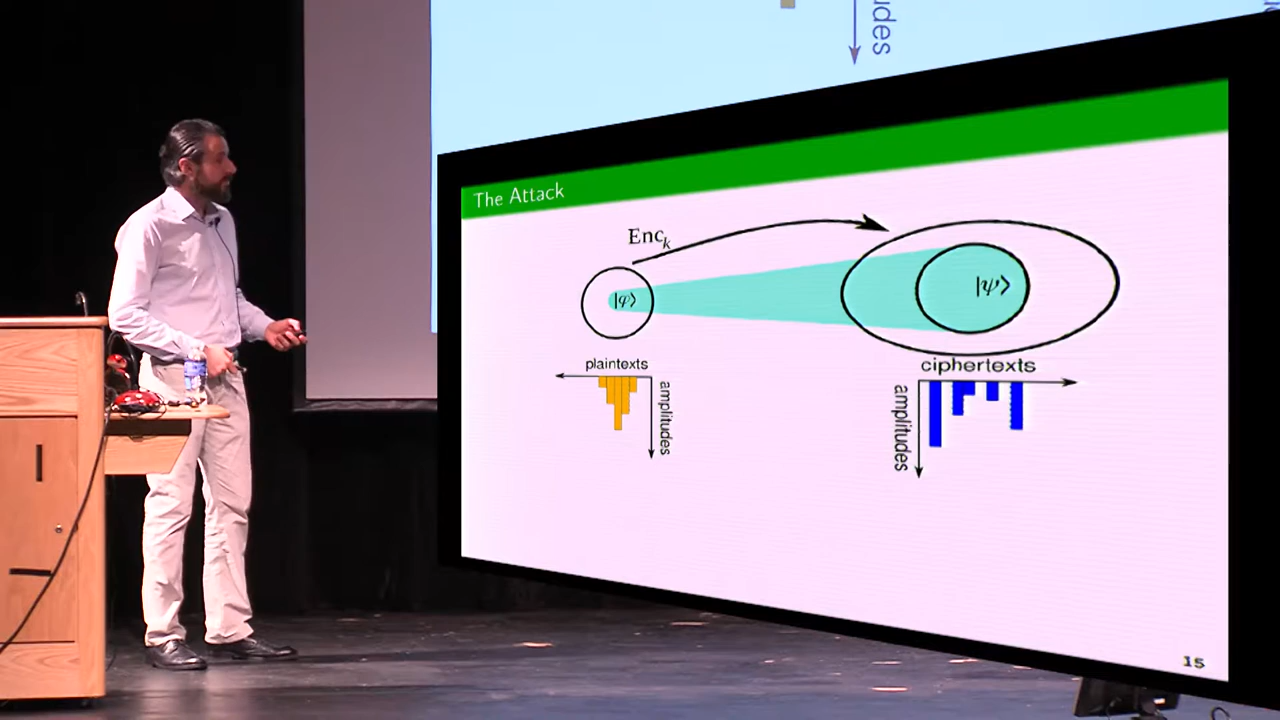 udes
The Attack
Enc_k
|φ⟩
|ψ⟩
plaintexts
ciphertexts
amplitudes
amplitudes
15